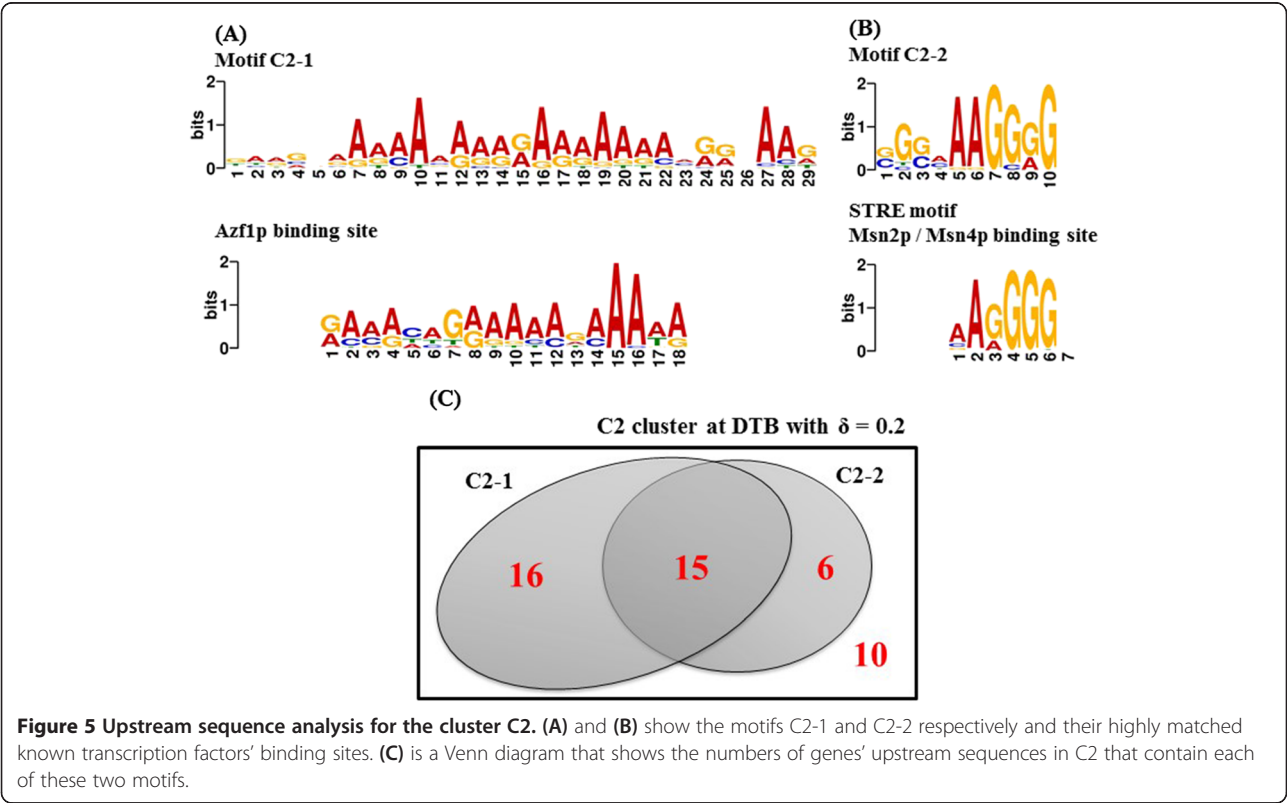 (A)
Motif C2-1
bits
2
1
0
1 2 3 4 5 6 7 8 9 10 11 12 13 14 15 16 17 18 19 20 21 22 23 24 25 26 27 28 29
Azf1p binding site
bits
2
1
0
1 2 3 4 5 6 7 8 9 10 11 12 13 14 15 16 17 18
(B)
Motif C2-2
bits
2
1
0
1 2 3 4 5 6 7 8 9 10
STRE motif
Msn2p / Msn4p binding site
bits
2
1
0
1 2 3 4 5 6 7
(C)
C2 cluster at DTB with δ = 0.2
C2-1
C2-2
16
15
6
10
Figure 5 Upstream sequence analysis for the cluster C2. (A) and (B) show the motifs C2-1 and C2-2 respectively and their highly matched
known transcription factors' binding sites. (C) is a Venn diagram that shows the numbers of genes' upstream sequences in C2 that contain each
of these two motifs.